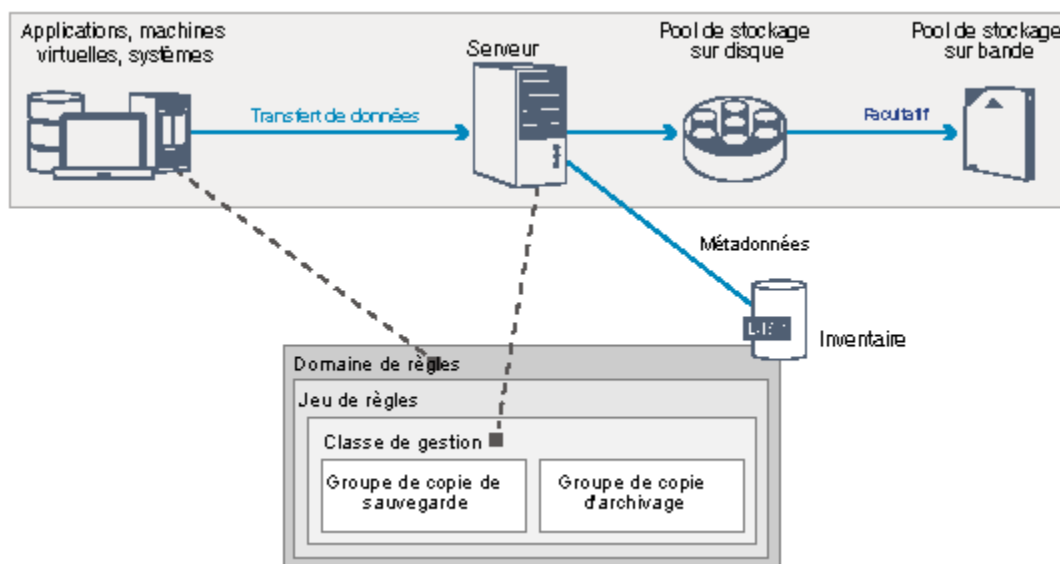 Applications, machines
virtuelles, systèmes
Serveur
Pool de stockage
sur disque
Pool de stockage
sur bande
Transfert de données
Facultatif
Métadonnées
Inventaire
Domaine de règles
Jeu de règles
Classe de gestion
Groupe de copie de
sauvegarde
Groupe de copie
d'archivage